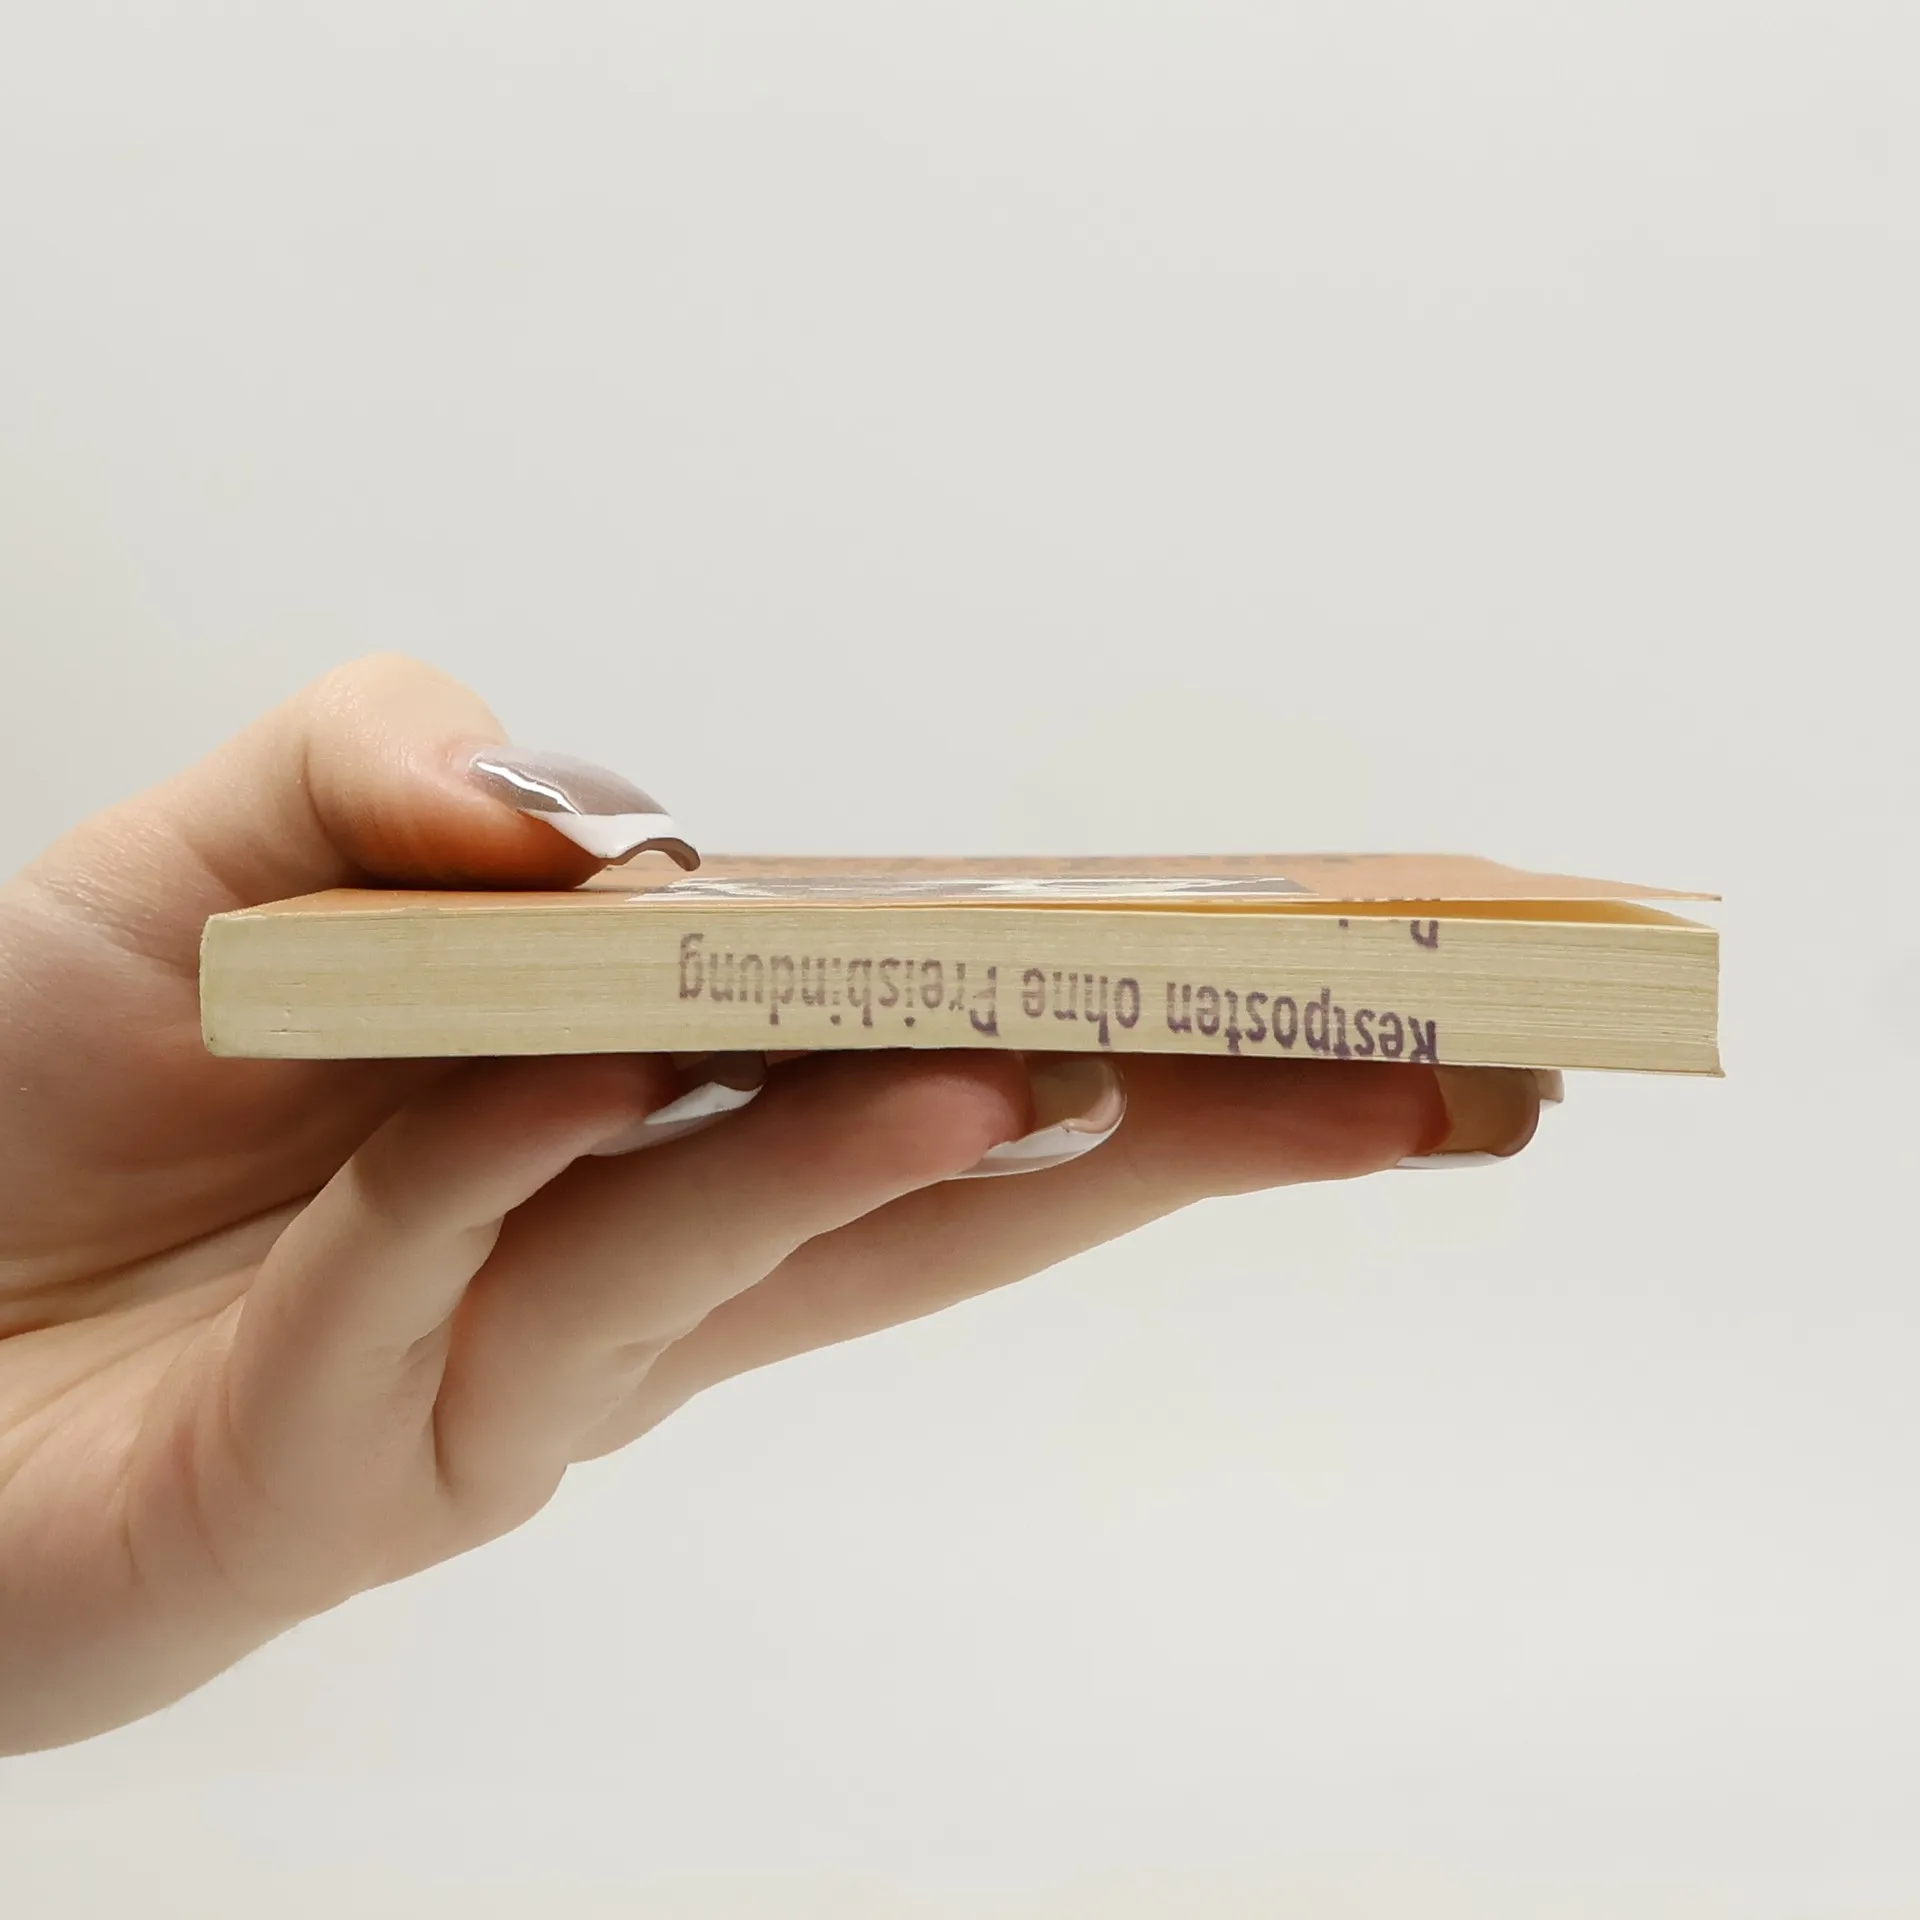 Restposten ohne Preisbindung